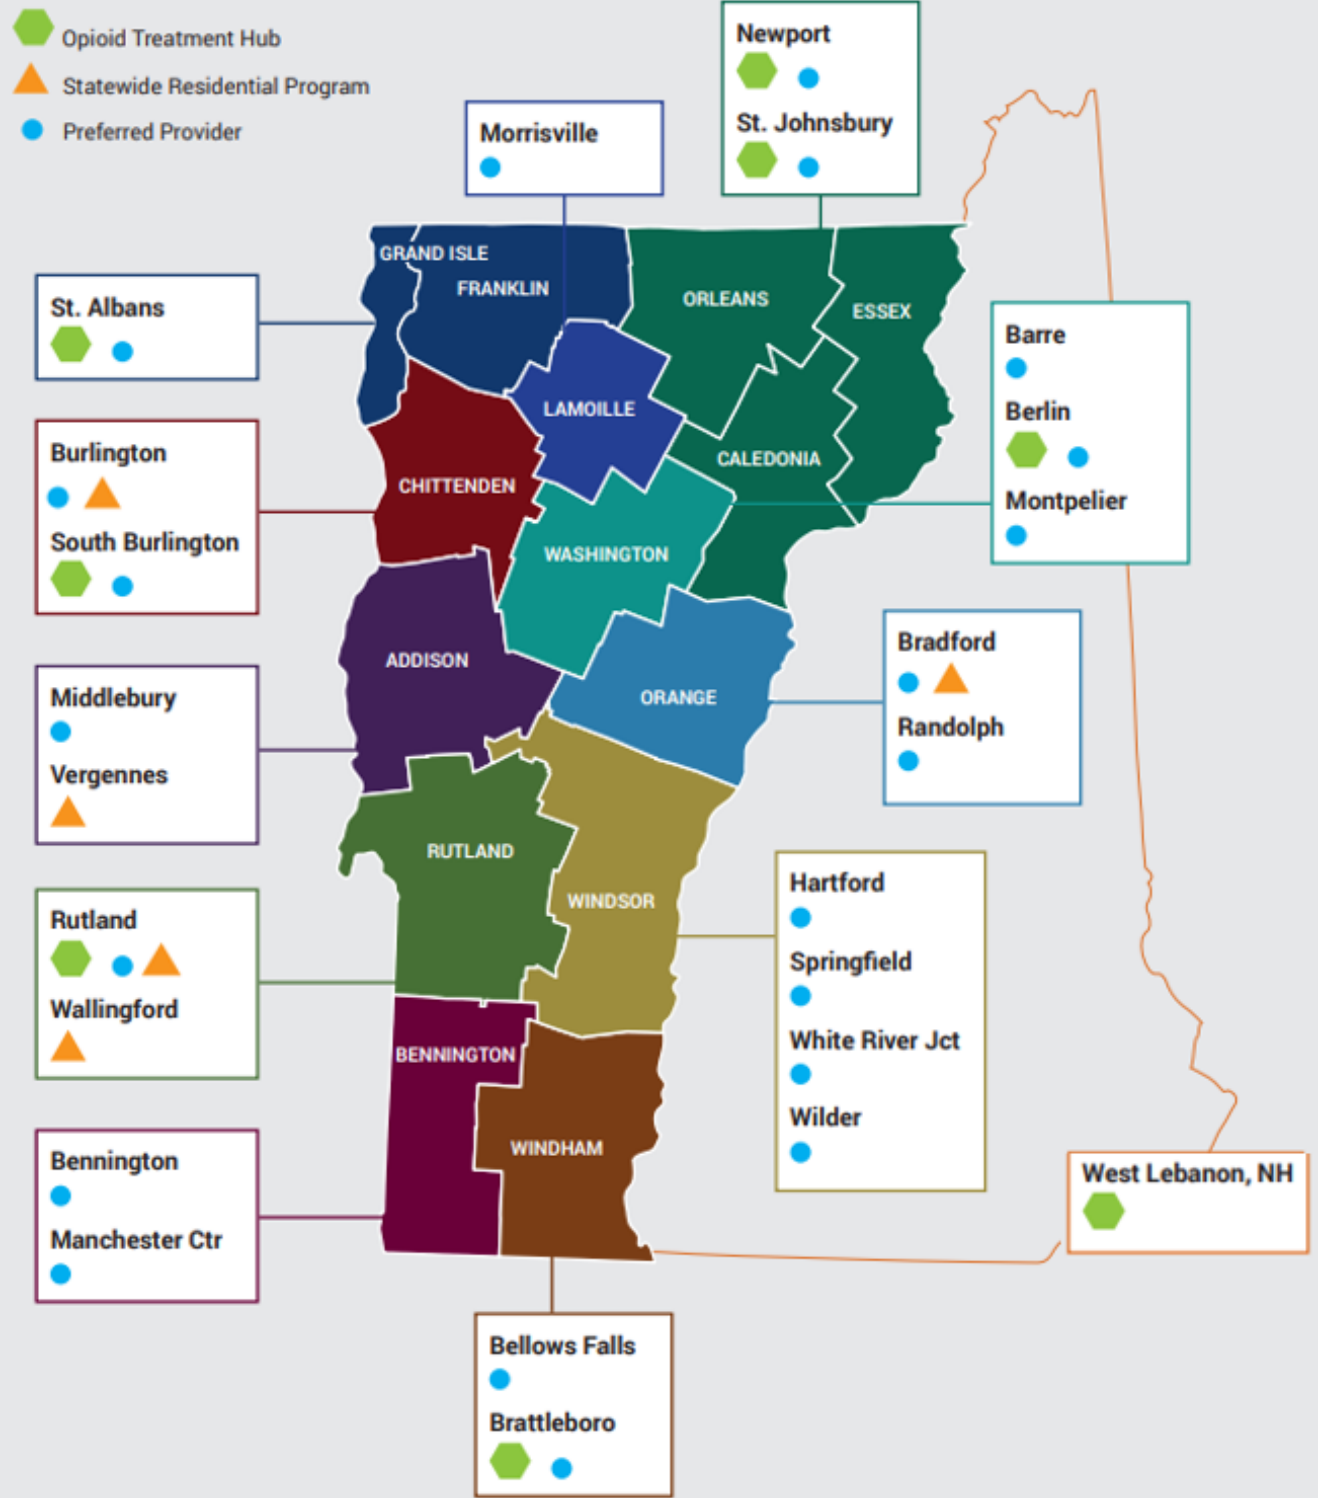 Opioid Treatment Hub
Statewide Residential Program
Preferred Provider
Newport
St. Johnsbury
Morrisville
St. Albans
Burlington
South Burlington
Middlebury
Vergennes
Rutland
Wallingford
Bennington
Manchester Ctr
GRAND ISLE
FRANKLIN
ORLEANS
ESSEX
LAMOILLE
CALEDONIA
CHITTENDEN
WASHINGTON
ADDISON
ORANGE
RUTLAND
WINDSOR
BENNINGTON
WINDHAM
Barre
Berlin
Montpelier
Bradford
Randolph
Hartford
Springfield
White River Jct
Wilder
West Lebanon, NH
Bellows Falls
Brattleboro